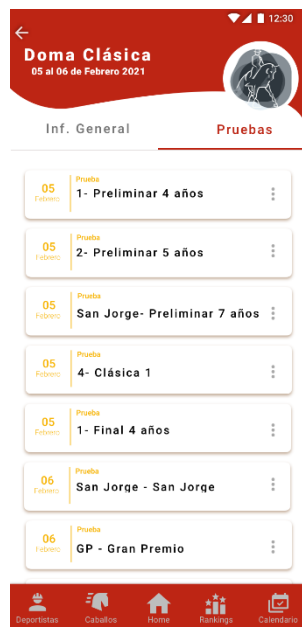 12:30
Doma Clásica
05 al 06 de Febrero 2021
Inf. General
Pruebas
05
Febrero
Prueba
1- Preliminar 4 años
05
Febrero
Prueba
2- Preliminar 5 años
05
Febrero
Prueba
San Jorge- Preliminar 7 años
05
Febrero
Prueba
4- Clásica 1
05
Febrero
Prueba
1- Final 4 años
06
Febrero
Prueba
San Jorge - San Jorge
06
Febrero
Prueba
GP - Gran Premio
Deportistas
Caballos
Home
Rankings
Calendario